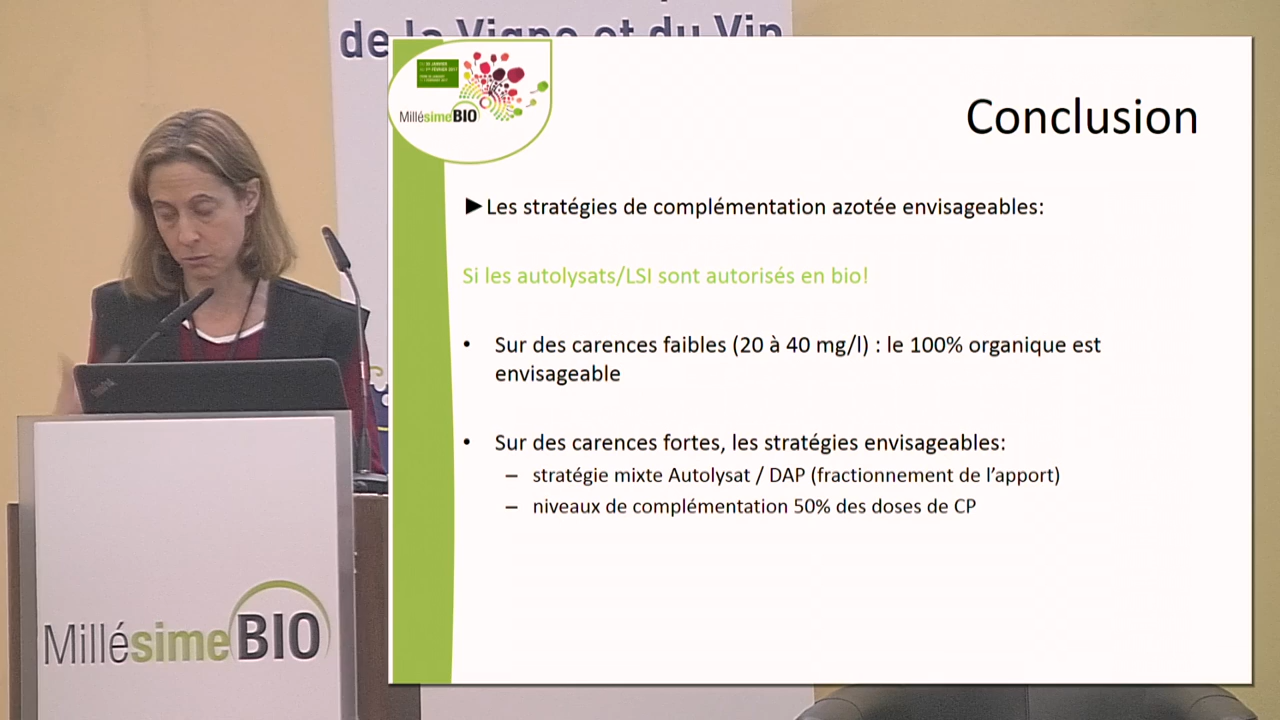 de la Vigne et du Vin
MillésimeBIO
Conclusion
►Les stratégies de complémentation azotée envisageables:
Si les autolysats/LSI sont autorisés en bio!
• Sur des carences faibles (20 à 40 mg/l) : le 100% organique est
envisageable
• Sur des carences fortes, les stratégies envisageables:
– stratégie mixte Autolysat / DAP (fractionnement de l’apport)
– niveaux de complémentation 50% des doses de CP
MillésimeBIO